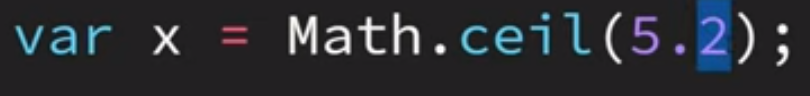 var x = Math.ceil(5.2);